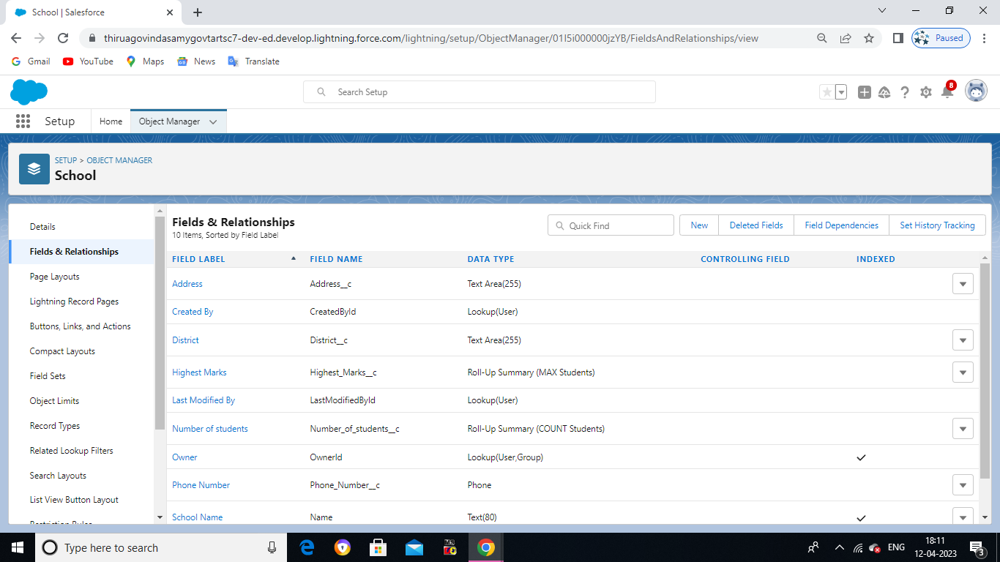 School | Salesforce
thiruagovindasamygovtartsc7-dev-ed.develop.lightning.force.com/lightning/setup/ObjectManager/01I5i000000jzYB/FieldsAndRelationships/view
Paused
Gmail YouTube Maps News Translate
Search Setup
8
Setup Home Object Manager
SETUP > OBJECT MANAGER
School
Details
Fields & Relationships
Page Layouts
Lightning Record Pages
Buttons, Links, and Actions
Compact Layouts
Field Sets
Object Limits
Record Types
Related Lookup Filters
Search Layouts
List View Button Layout
Restriction Rules
Fields & Relationships
10 Items, Sorted by Field Label
Quick Find New Deleted Fields Field Dependencies Set History Tracking
FIELD LABEL FIELD NAME DATA TYPE CONTROLLING FIELD INDEXED
Address Address__c Text Area(255)
Created By CreatedById Lookup(User)
District District__c Text Area(255)
Highest Marks Highest_Marks__c Roll-Up Summary (MAX Students)
Last Modified By LastModifiedById Lookup(User)
Number of students Number_of_students__c Roll-Up Summary (COUNT Students)
Owner OwnerId Lookup(User,Group)
Phone Number Phone_Number__c Phone
School Name Name Text(80)
Type here to search
ENG
18:11
12-04-2023
3